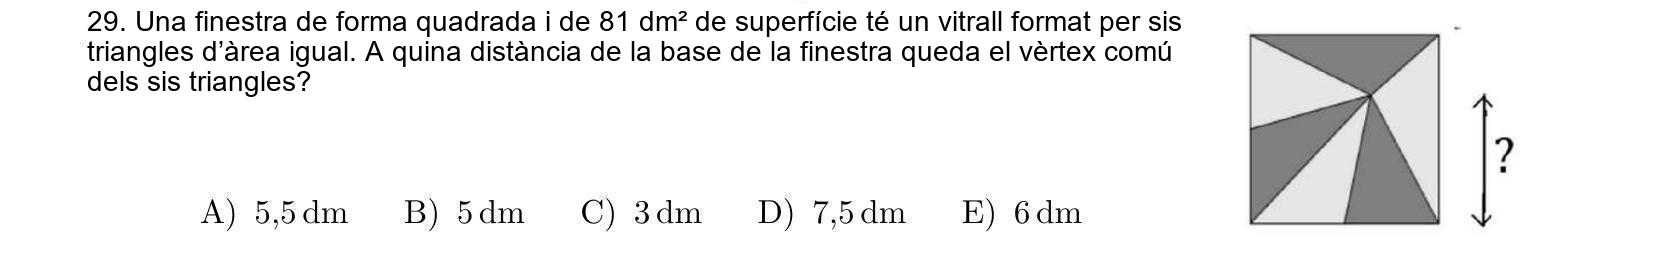 29. Una finestra de forma quadrada i de 81 dm² de superfície té un vitrall format per sis
triangles d'àrea igual. A quina distància de la base de la finestra queda el vèrtex comú
dels sis triangles?
?
A) 5,5 dm B) 5 dm C) 3 dm D) 7,5 dm E) 6 dm